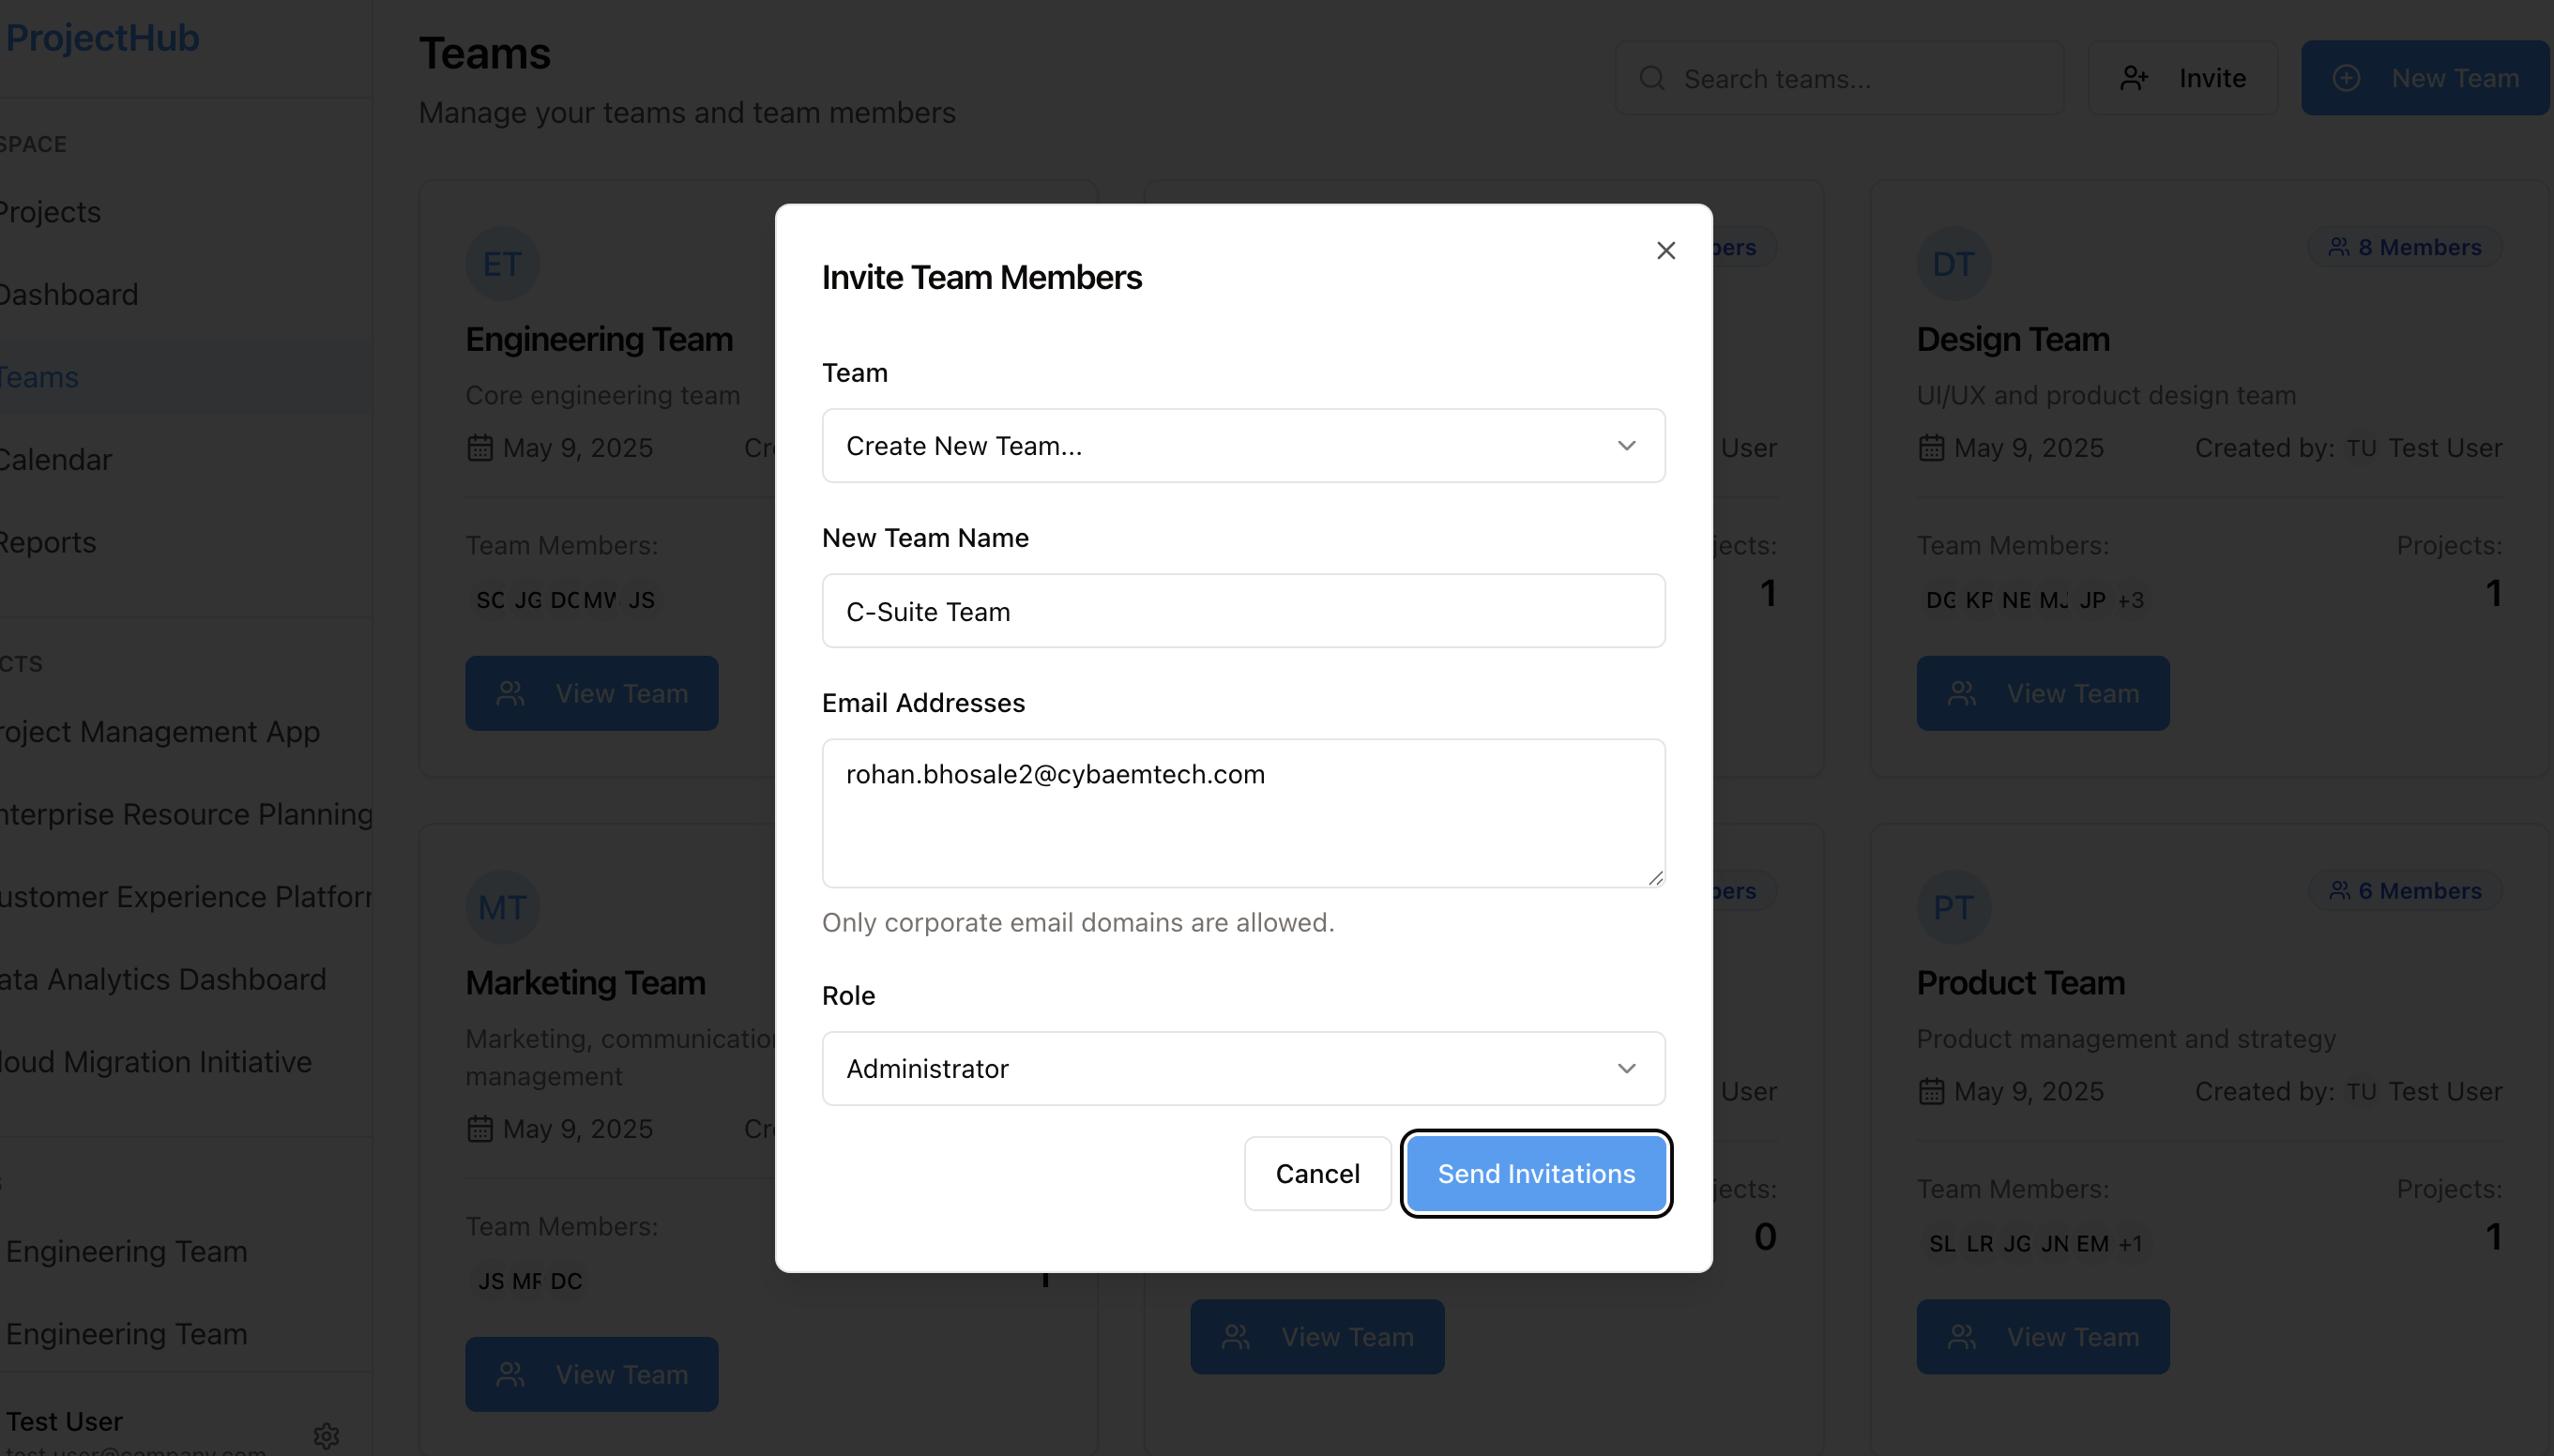 ProjectHub
SPACE
Projects
Dashboard
Teams
Calendar
Reports
CTS
roject Management App
nterprise Resource Planning
ustomer Experience Platfor
ata Analytics Dashboard
loud Migration Initiative
Engineering Team
Engineering Team
Test User
test.user@company.com
Teams
Manage your teams and team members
Search teams...
Invite
New Team
ET
Engineering Team
Core engineering team
May 9, 2025
Cr
Team Members:
SC JG DC MW JS
View Team
bers
User
jects:
1
DT
8 Members
Design Team
UI/UX and product design team
May 9, 2025
Created by: TU Test User
Team Members:
Projects:
DG KP NB MJ JP +3
1
View Team
MT
Marketing Team
Marketing, communication
management
May 9, 2025
Cr
Team Members:
JS MF DC
1
View Team
bers
User
jects:
0
View Team
PT
6 Members
Product Team
Product management and strategy
May 9, 2025
Created by: TU Test User
Team Members:
Projects:
SL LR JG JN EM +1
1
View Team
Invite Team Members
Team
Create New Team...
New Team Name
C-Suite Team
Email Addresses
rohan.bhosale2@cybaemtech.com
Only corporate email domains are allowed.
Role
Administrator
Cancel
Send Invitations